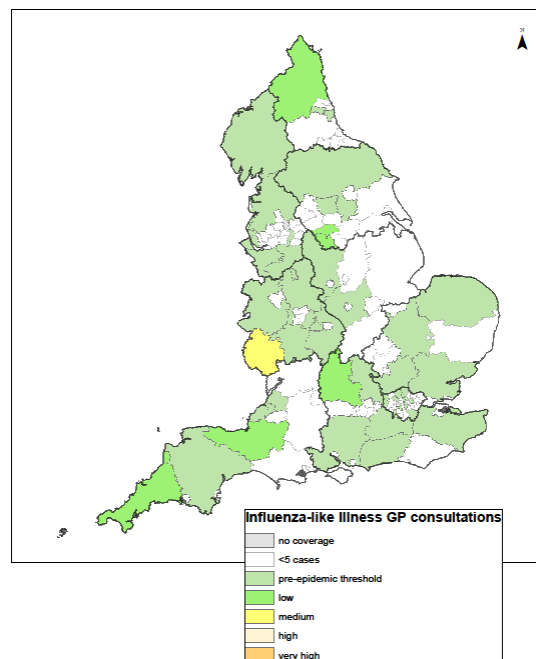 N
Influenza-like Illness GP consultations
no coverage
<5 cases
pre-epidemic threshold
low
medium
high
very high